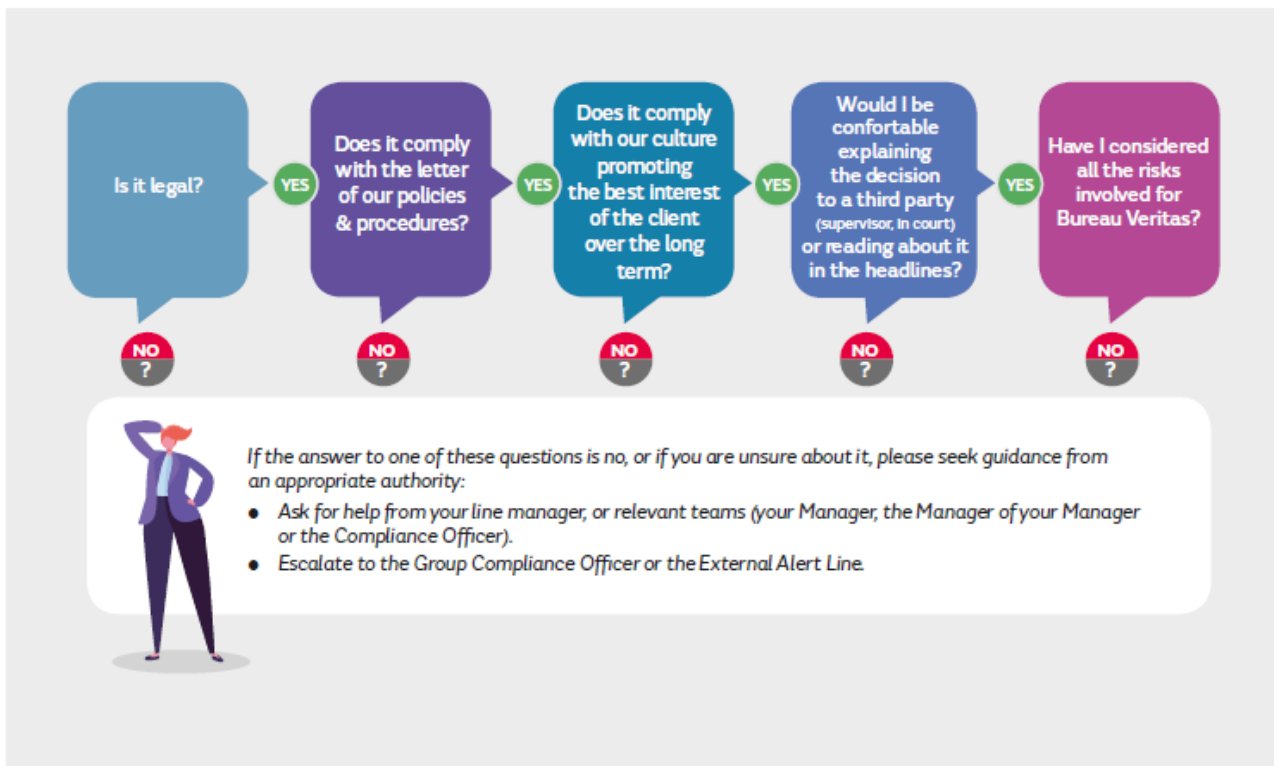 Is it legal?
YES
Does it comply
with the letter
of our policies
& procedures?
YES
Does it comply
with our culture
promoting
the best interest
of the client
over the long
term?
YES
Would I be
confortable
explaining
the decision
to a third party
(supervisor, in court)
or reading about it
in the headlines?
YES
Have I considered
all the risks
involved for
Bureau Veritas?
NO
?
NO
?
NO
?
NO
?
NO
?
If the answer to one of these questions is no, or if you are unsure about it, please seek guidance from
an appropriate authority:
● Ask for help from your line manager, or relevant teams (your Manager, the Manager of your Manager
or the Compliance Officer).
● Escalate to the Group Compliance Officer or the External Alert Line.